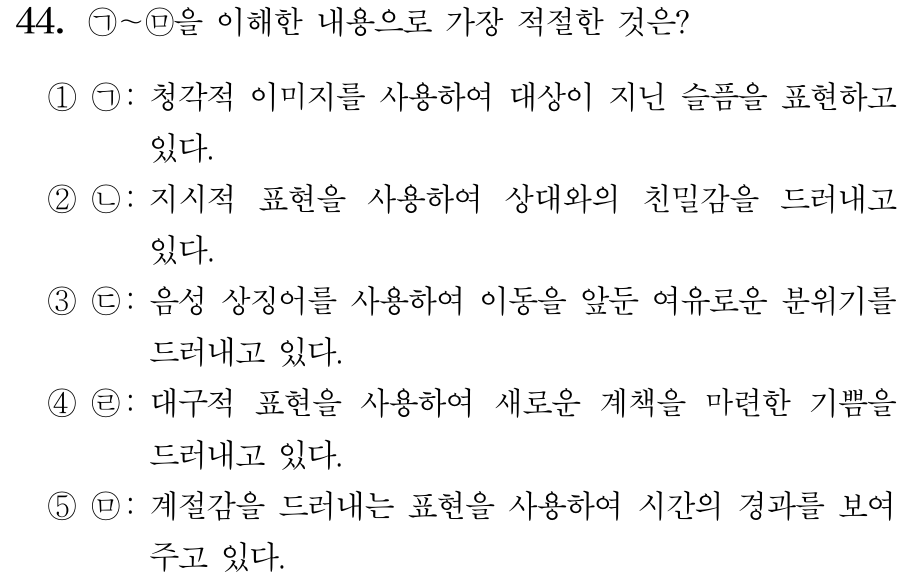 44. ㉠～㉤을 이해한 내용으로 가장 적절한 것은?
① ㉠: 청각적 이미지를 사용하여 대상이 지닌 슬픔을 표현하고
있다.
② ㉡: 지시적 표현을 사용하여 상대와의 친밀감을 드러내고
있다.
③ ㉢: 음성 상징어를 사용하여 이동을 앞둔 여유로운 분위기를
드러내고 있다.
④ ㉣: 대구적 표현을 사용하여 새로운 계책을 마련한 기쁨을
드러내고 있다.
⑤ ㉤: 계절감을 드러내는 표현을 사용하여 시간의 경과를 보여
주고 있다.